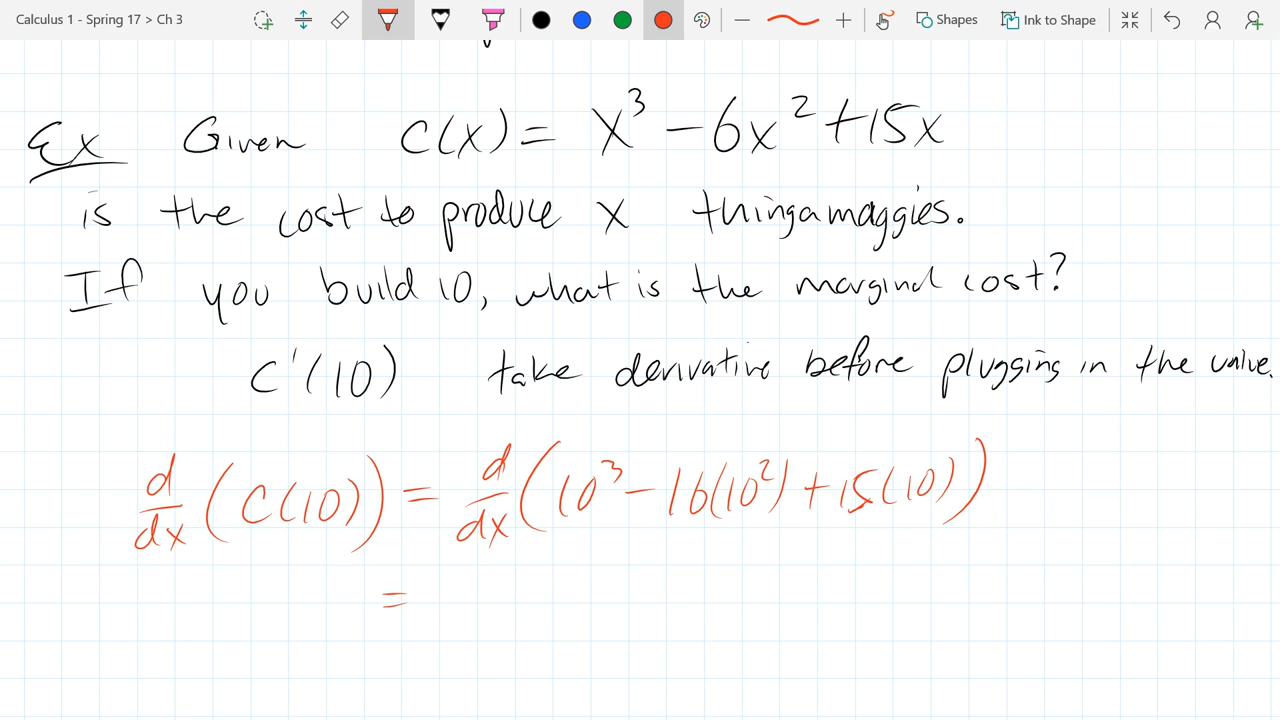 Calculus 1 - Spring 17 > Ch 3
Shapes
Ink to Shape
Ex Given C(x) = x³ - 6x² + 15x
is the cost to produce x thingamaggies.
If you build 10, what is the marginal cost?
C'(10) take derivative before plugging in the value.
d/dx (C(10)) = d/dx (10³ - 16(10²) + 15(10))
=